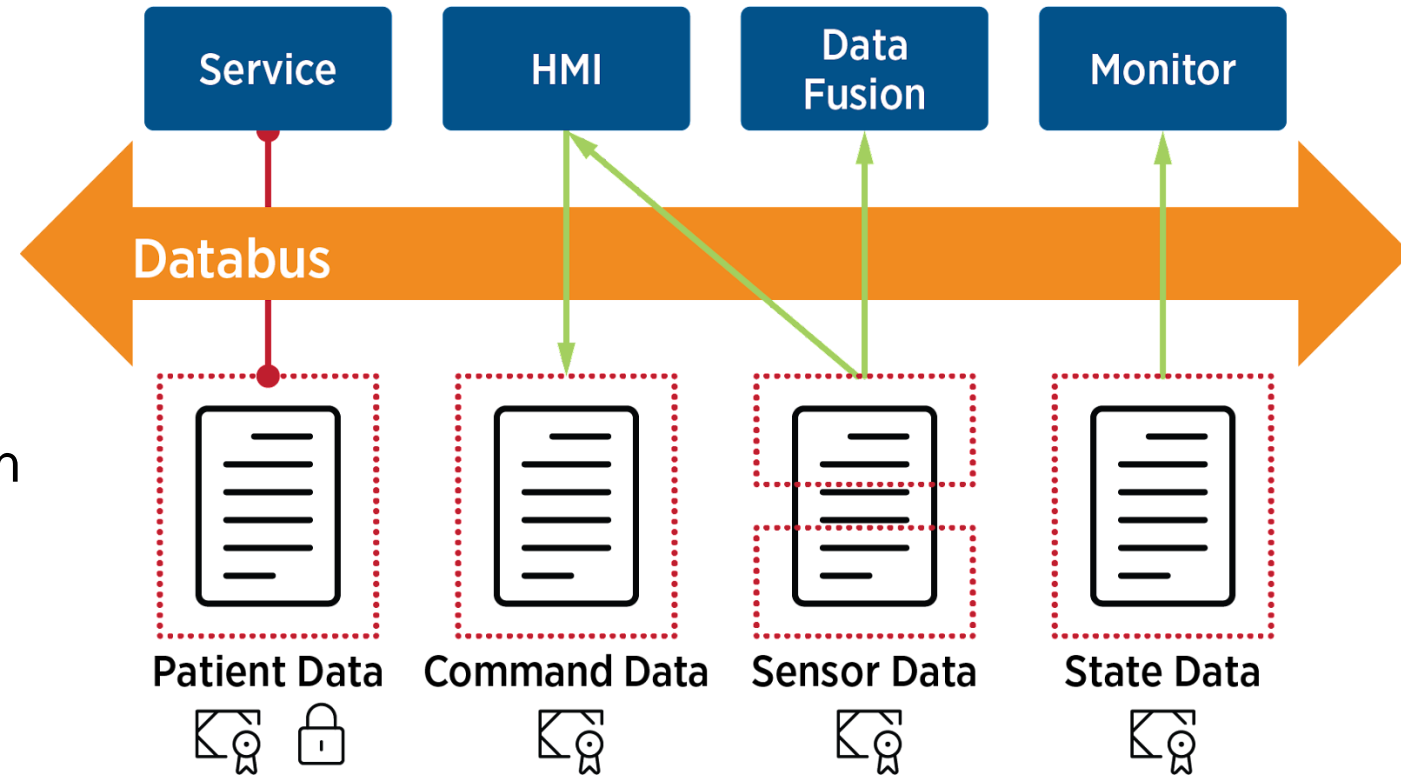 Service
HMI
Data
Fusion
Monitor
Databus
n
Patient Data
Command Data
Sensor Data
State Data